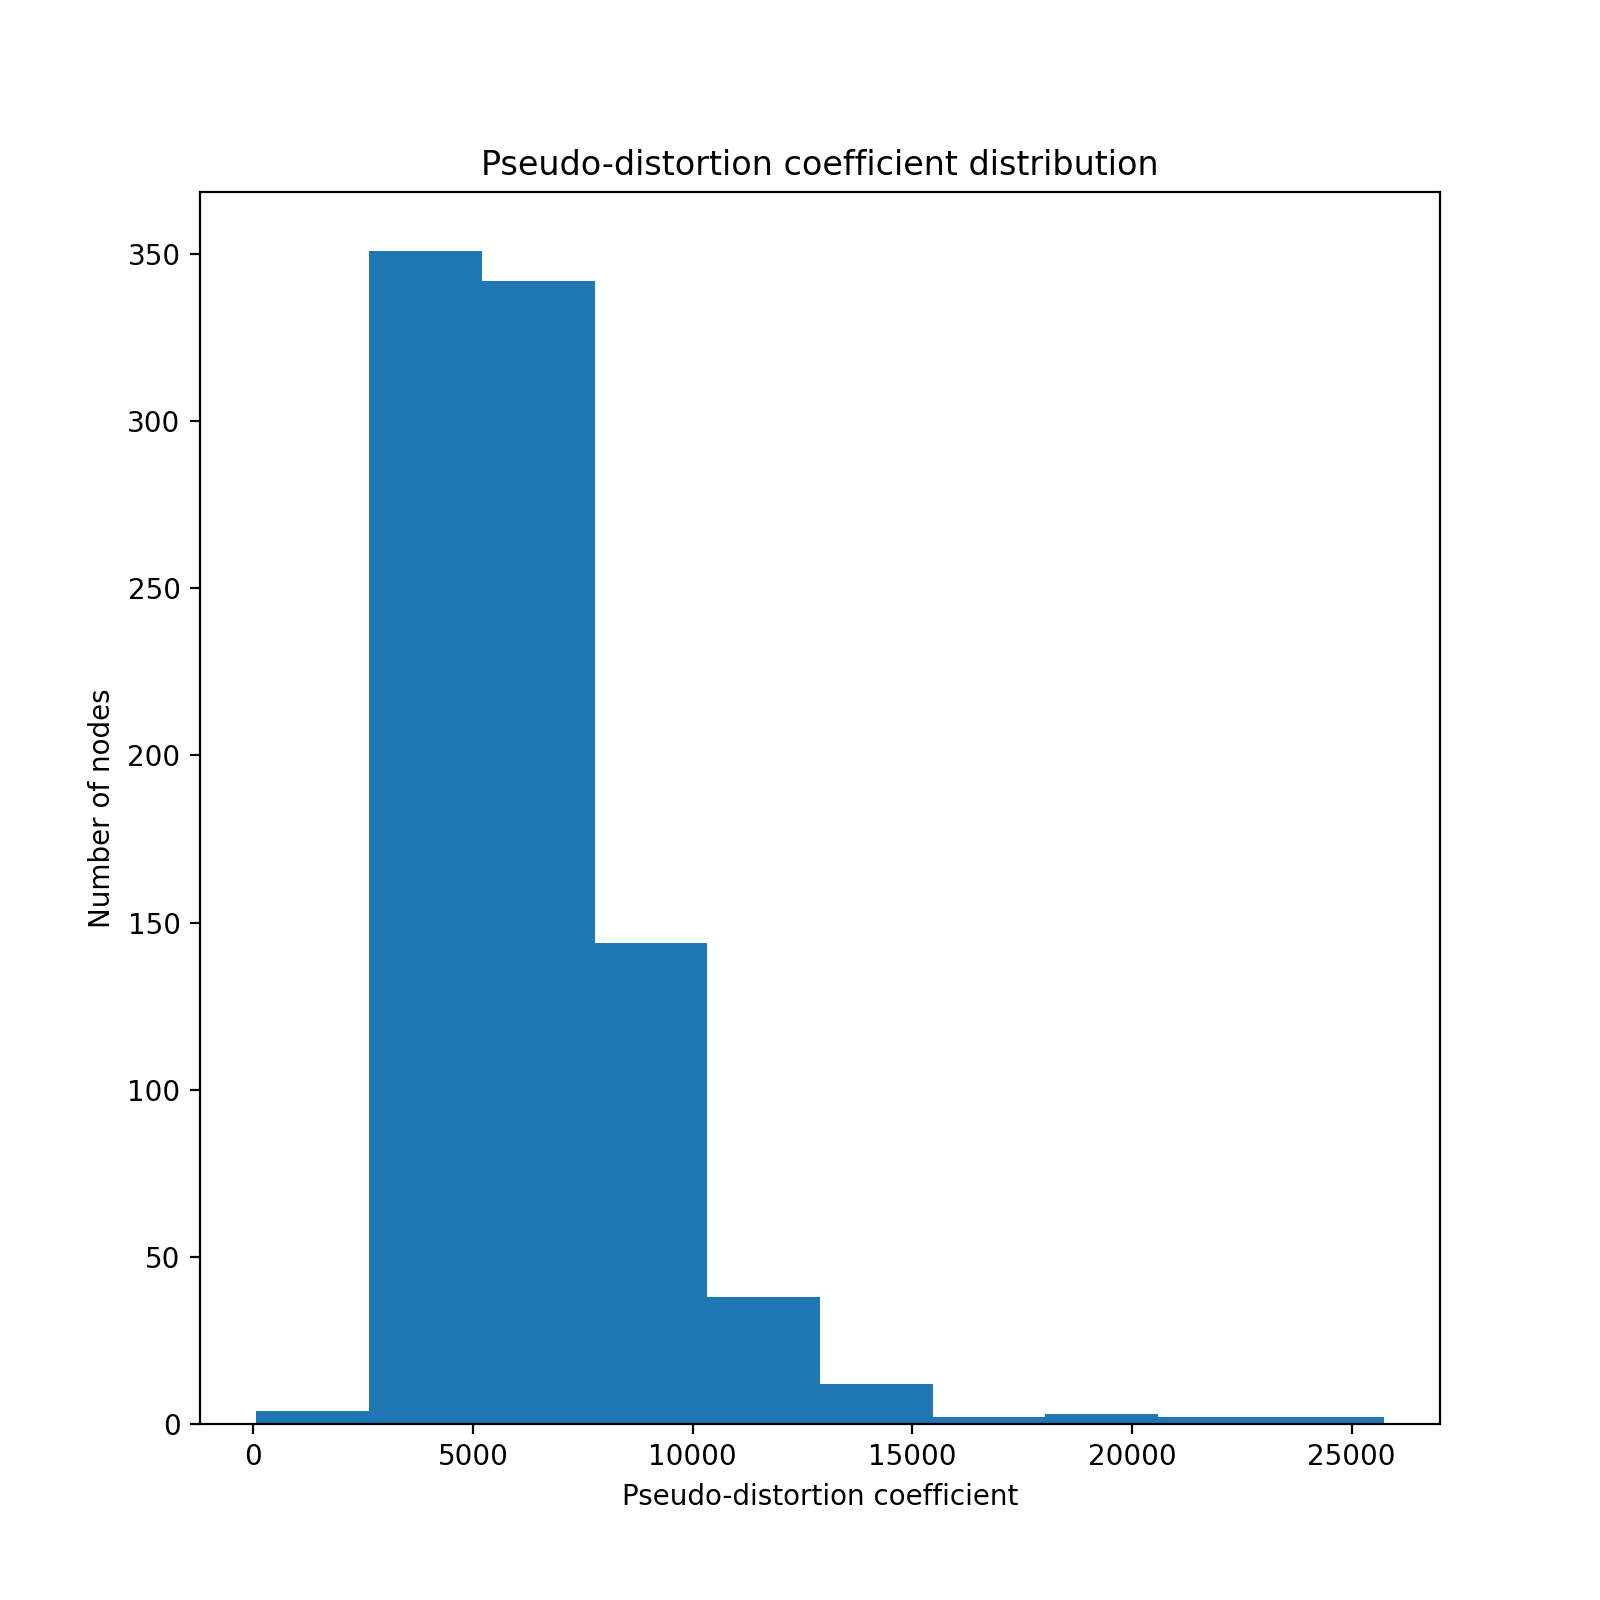 Pseudo-distortion coefficient distribution
350
300
250
200
150
100
50
0
Number of nodes
0 5000 10000 15000 20000 25000
Pseudo-distortion coefficient